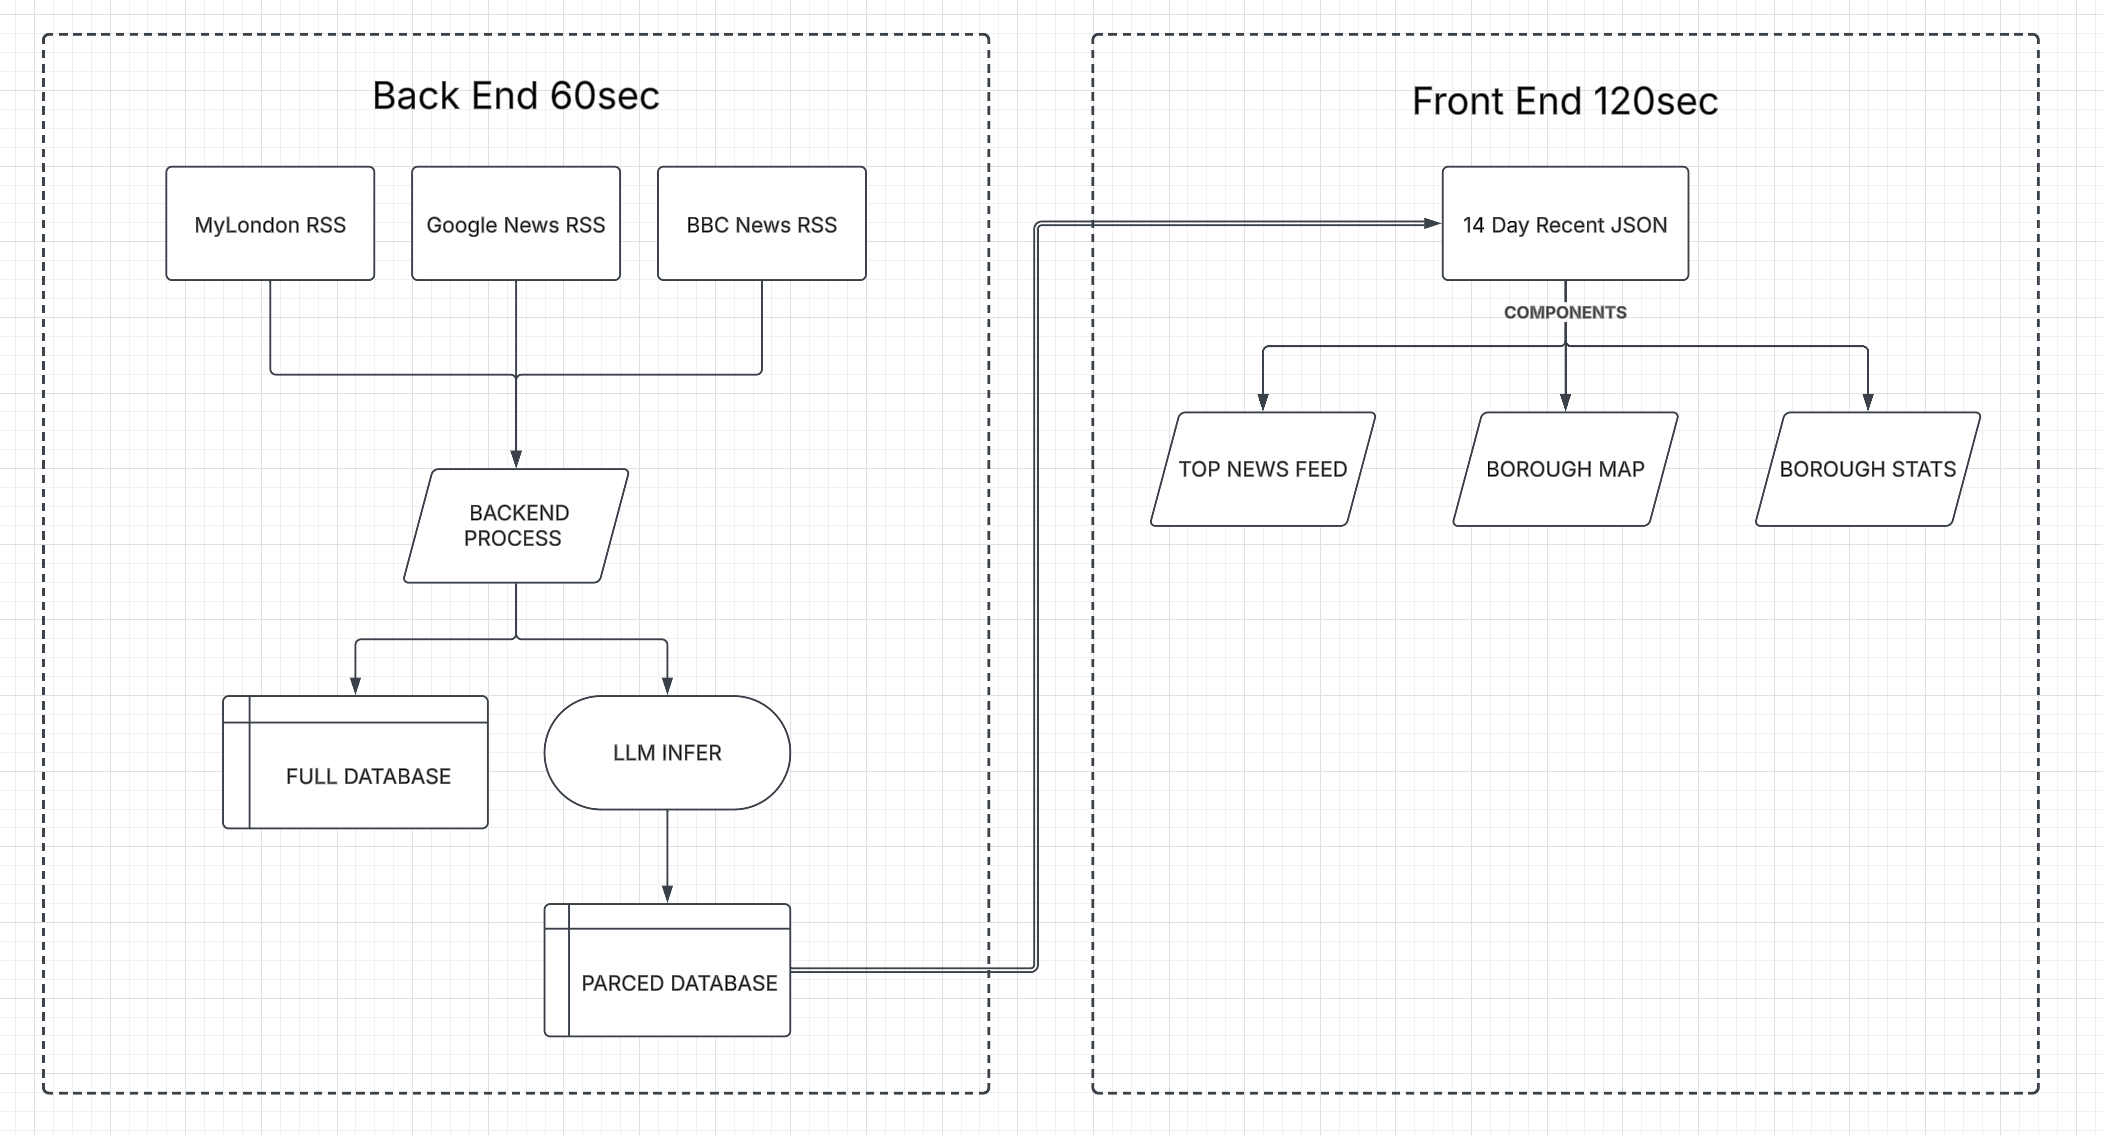 Back End 60sec
MyLondon RSS
Google News RSS
BBC News RSS
BACKEND
PROCESS
FULL DATABASE
LLM INFER
PARCED DATABASE
Front End 120sec
14 Day Recent JSON
COMPONENTS
TOP NEWS FEED
BOROUGH MAP
BOROUGH STATS